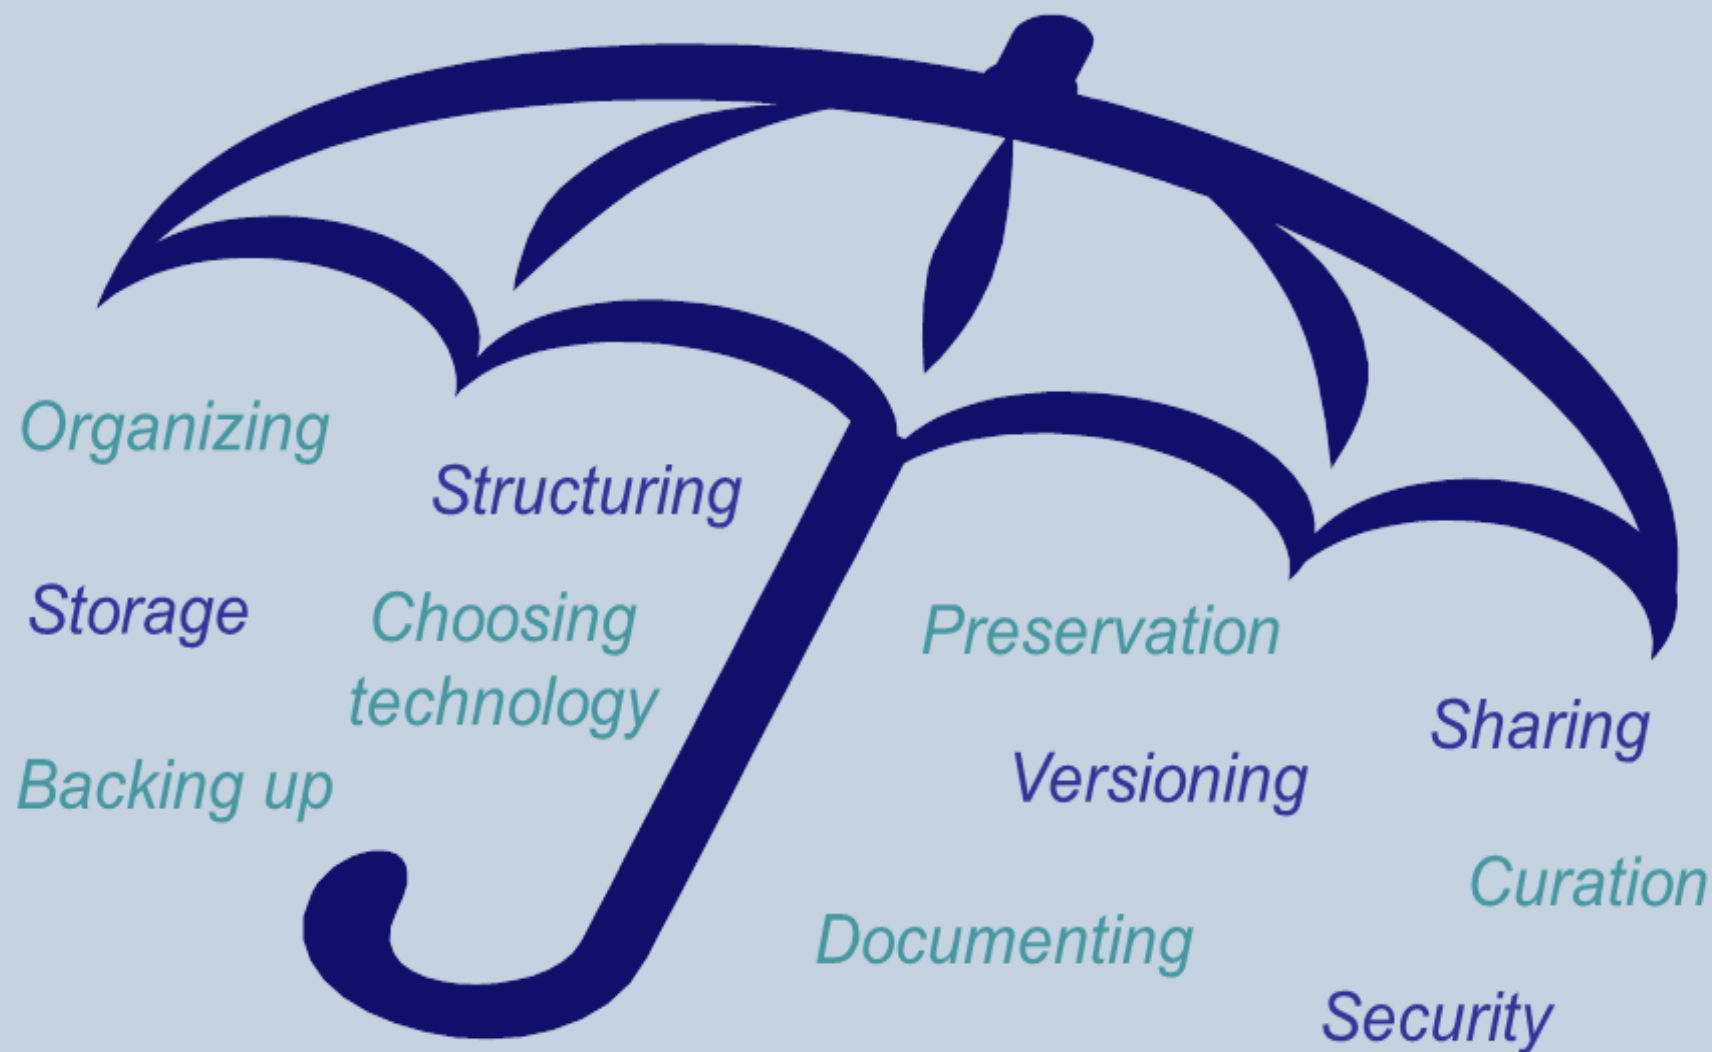 Organizing
Structuring
Storage
Choosing
technology
Backing up
Preservation
Sharing
Versioning
Curation
Documenting
Security